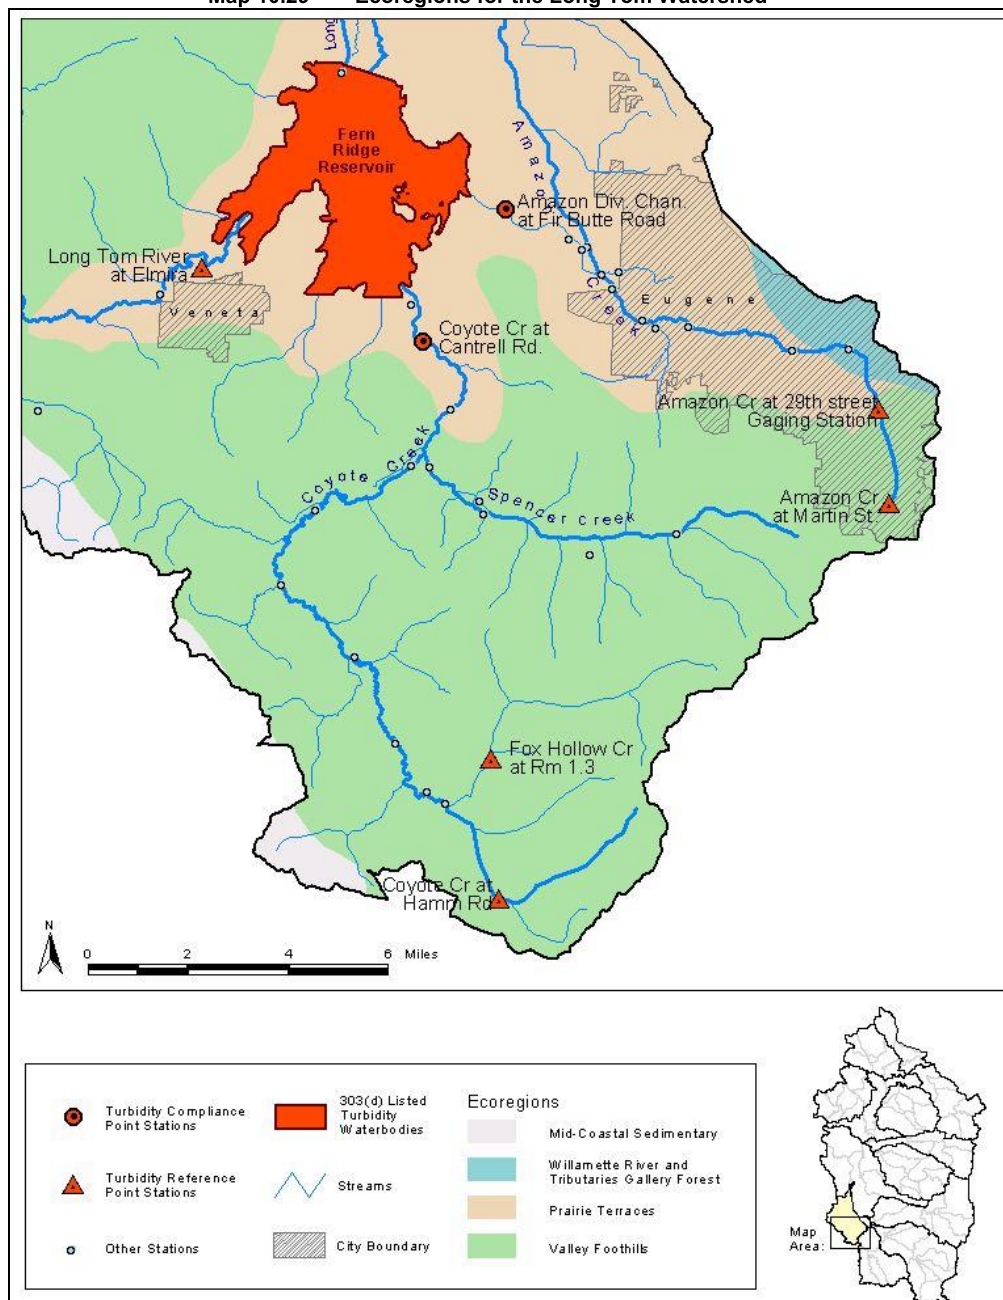 Long
Fern
Ridge
Reservoir
Amazon
Creek
Amazon Div. Chan.
at Fir Butte Road
Long Tom River
at Elmira
Veneta
Eugene
Coyote Cr at
Cantrell Rd.
Amazon Cr at 29th street
Gaging Station
Coyote Creek
Spencer Creek
Amazon Cr
at Martin St.
Fox Hollow Cr
at Rm 1.3
Coyote Cr at
Hamm Rd
N
0 2 4 6 Miles
Turbidity Compliance
Point Stations
Turbidity Reference
Point Stations
Other Stations
303(d) Listed
Turbidity
Waterbodies
Streams
City Boundary
Ecoregions
Mid-Coastal Sedimentary
Willamette River and
Tributaries Gallery Forest
Prairie Terraces
Valley Foothills
Map
Area: